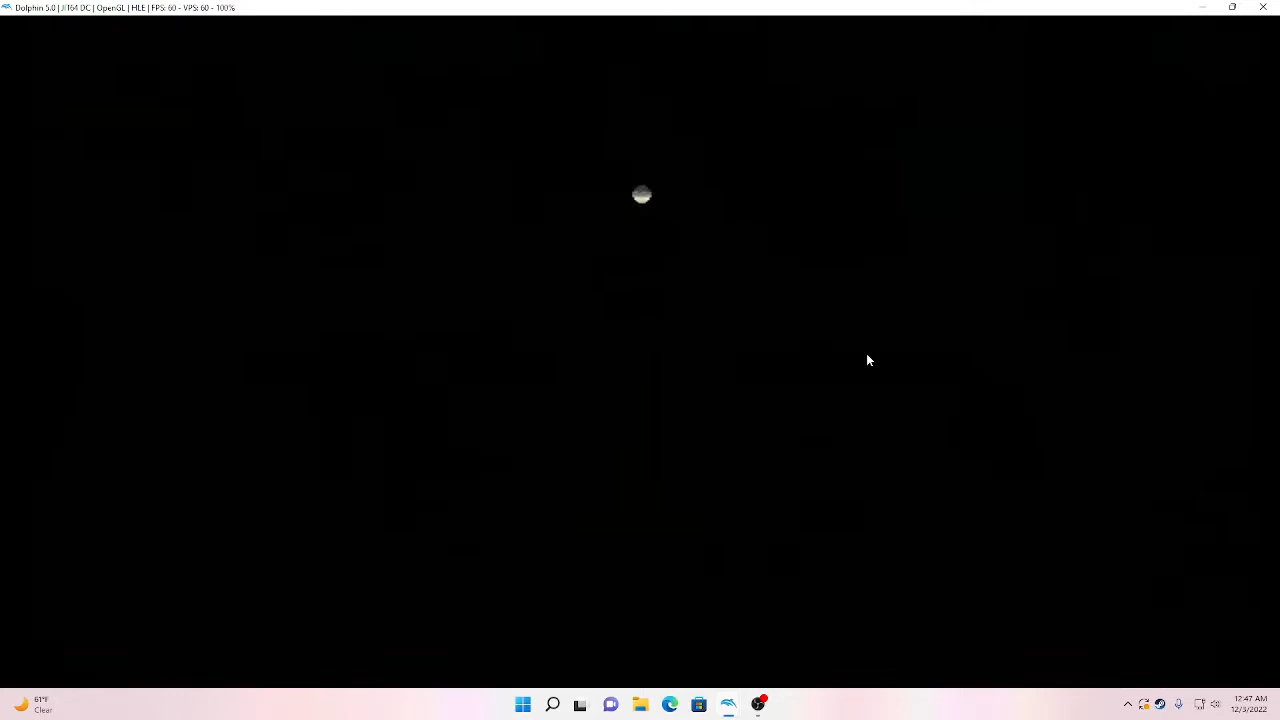 Dolphin 5.0 | JIT64 DC | OpenGL | HLE | FPS: 60 - VPS: 60 - 100%
61°F
Clear
12:47 AM
12/3/2022